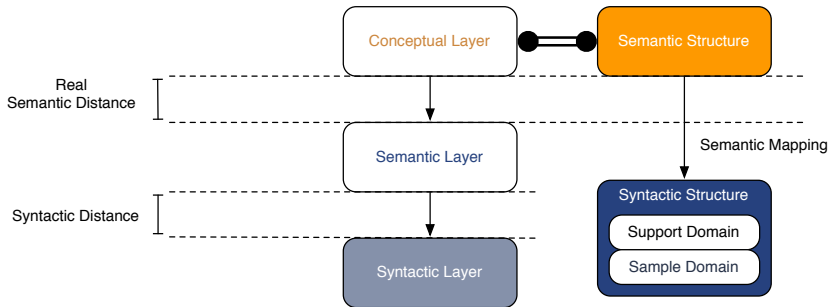 Conceptual Layer
Semantic Structure
Real
Semantic Distance
Semantic Mapping
Semantic Layer
Syntactic Structure
Syntactic Distance
Support Domain
Sample Domain
Syntactic Layer